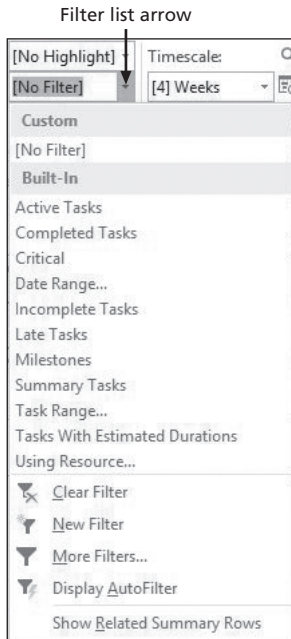 Filter list arrow
[No Highlight] Timescale:
[No Filter] [4] Weeks
Custom
[No Filter]
Built-In
Active Tasks
Completed Tasks
Critical
Date Range...
Incomplete Tasks
Late Tasks
Milestones
Summary Tasks
Task Range...
Tasks With Estimated Durations
Using Resource...
Clear Filter
New Filter
More Filters...
Display AutoFilter
Show Related Summary Rows